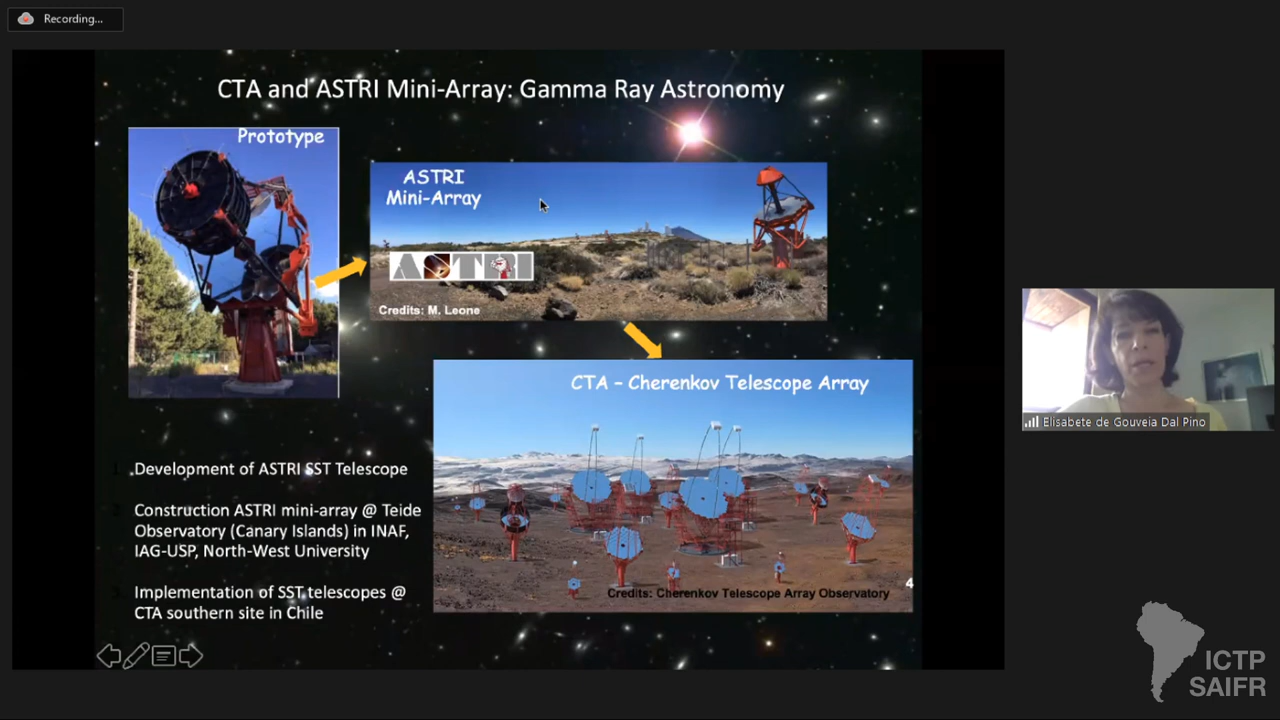 Recording...
CTA and ASTRI Mini-Array: Gamma Ray Astronomy
Prototype
ASTRI
Mini-Array
ASTRI
Credits: M. Leone
CTA – Cherenkov Telescope Array
Credits: Cherenkov Telescope Array Observatory
4
Development of ASTRI SST Telescope
Construction ASTRI mini-array @ Teide
Observatory (Canary Islands) in INAF,
IAG-USP, North-West University
Implementation of SST telescopes @
CTA southern site in Chile
Elisabete de Gouveia Dal Pino
ICTP
SAIFR